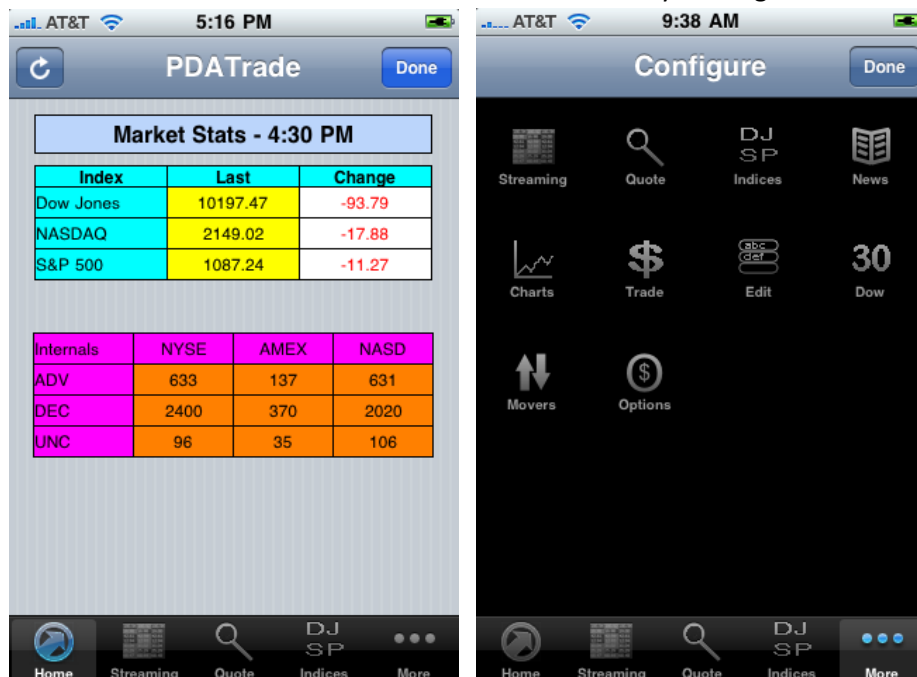 AT&T 5:16 PM
PDATrade Done
Market Stats - 4:30 PM
Index Last Change
Dow Jones 10197.47 -93.79
NASDAQ 2149.02 -17.88
S&P 500 1087.24 -11.27
Internals NYSE AMEX NASD
ADV 633 137 631
DEC 2400 370 2020
UNC 96 35 106
DJ
SP
Home Streaming Quote Indices More
AT&T 9:38 AM
Configure Done
DJ
SP
Streaming Quote Indices News
$ abc
def 30
Charts Trade Edit Dow
$
Movers Options
DJ
SP
Home Streaming Quote Indices More